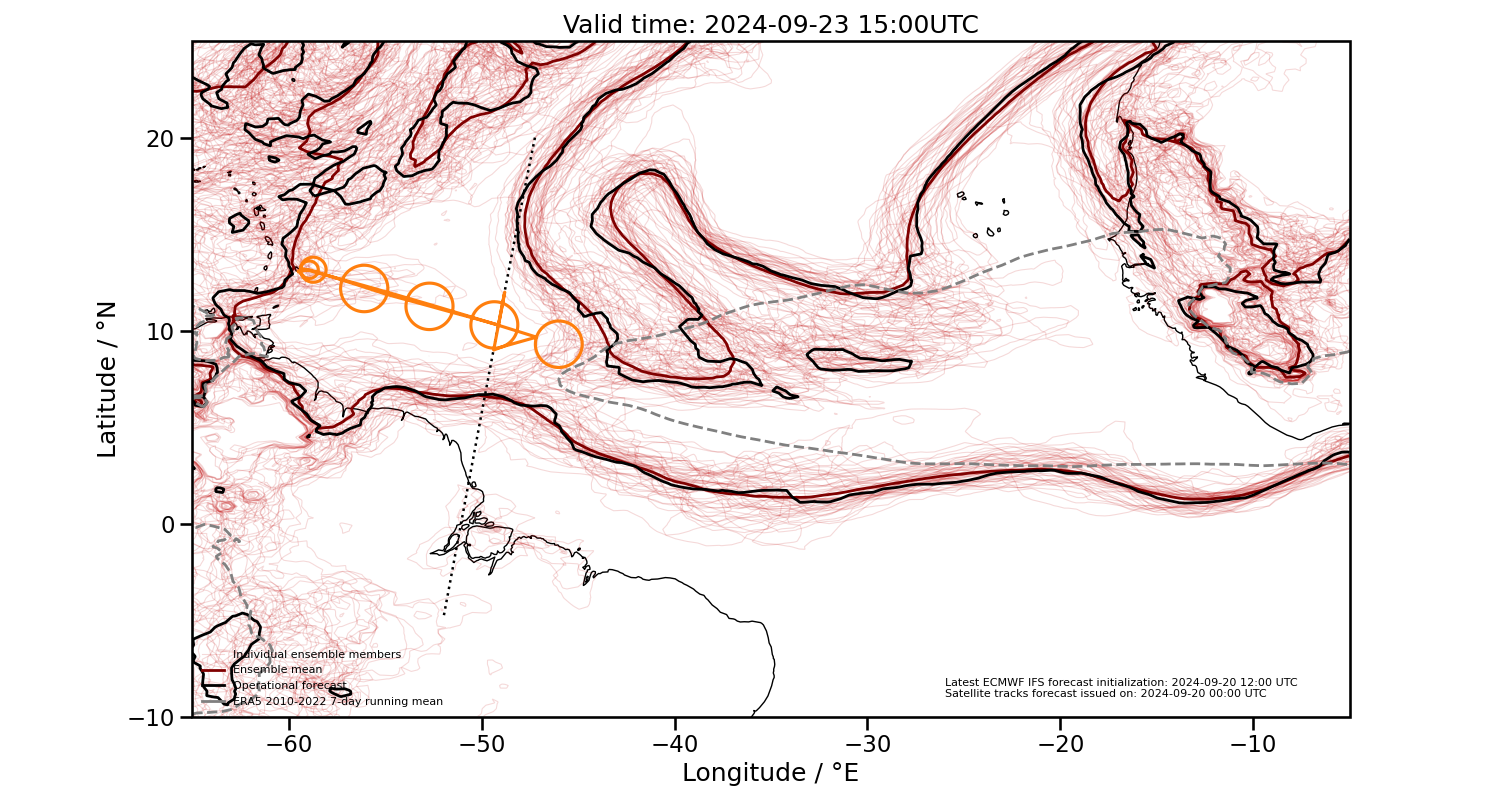 Valid time: 2024-09-23 15:00UTC
Latitude / °N
20
10
0
−10
Individual ensemble members
Ensemble mean
Operational forecast
ERA5 2010-2022 7-day running mean
Latest ECMWF IFS forecast initialization: 2024-09-20 12:00 UTC
Satellite tracks forecast issued on: 2024-09-20 00:00 UTC
−60
−50
−40
−30
−20
−10
Longitude / °E